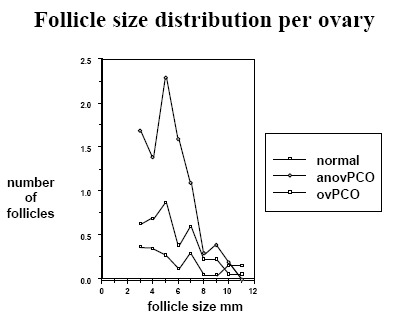 Follicle size distribution per ovary
2.5
2.0
1.5
1.0
0.5
0.0
number
of
follicles
0 2 4 6 8 10 12
follicle size mm
normal
anovPCO
ovPCO